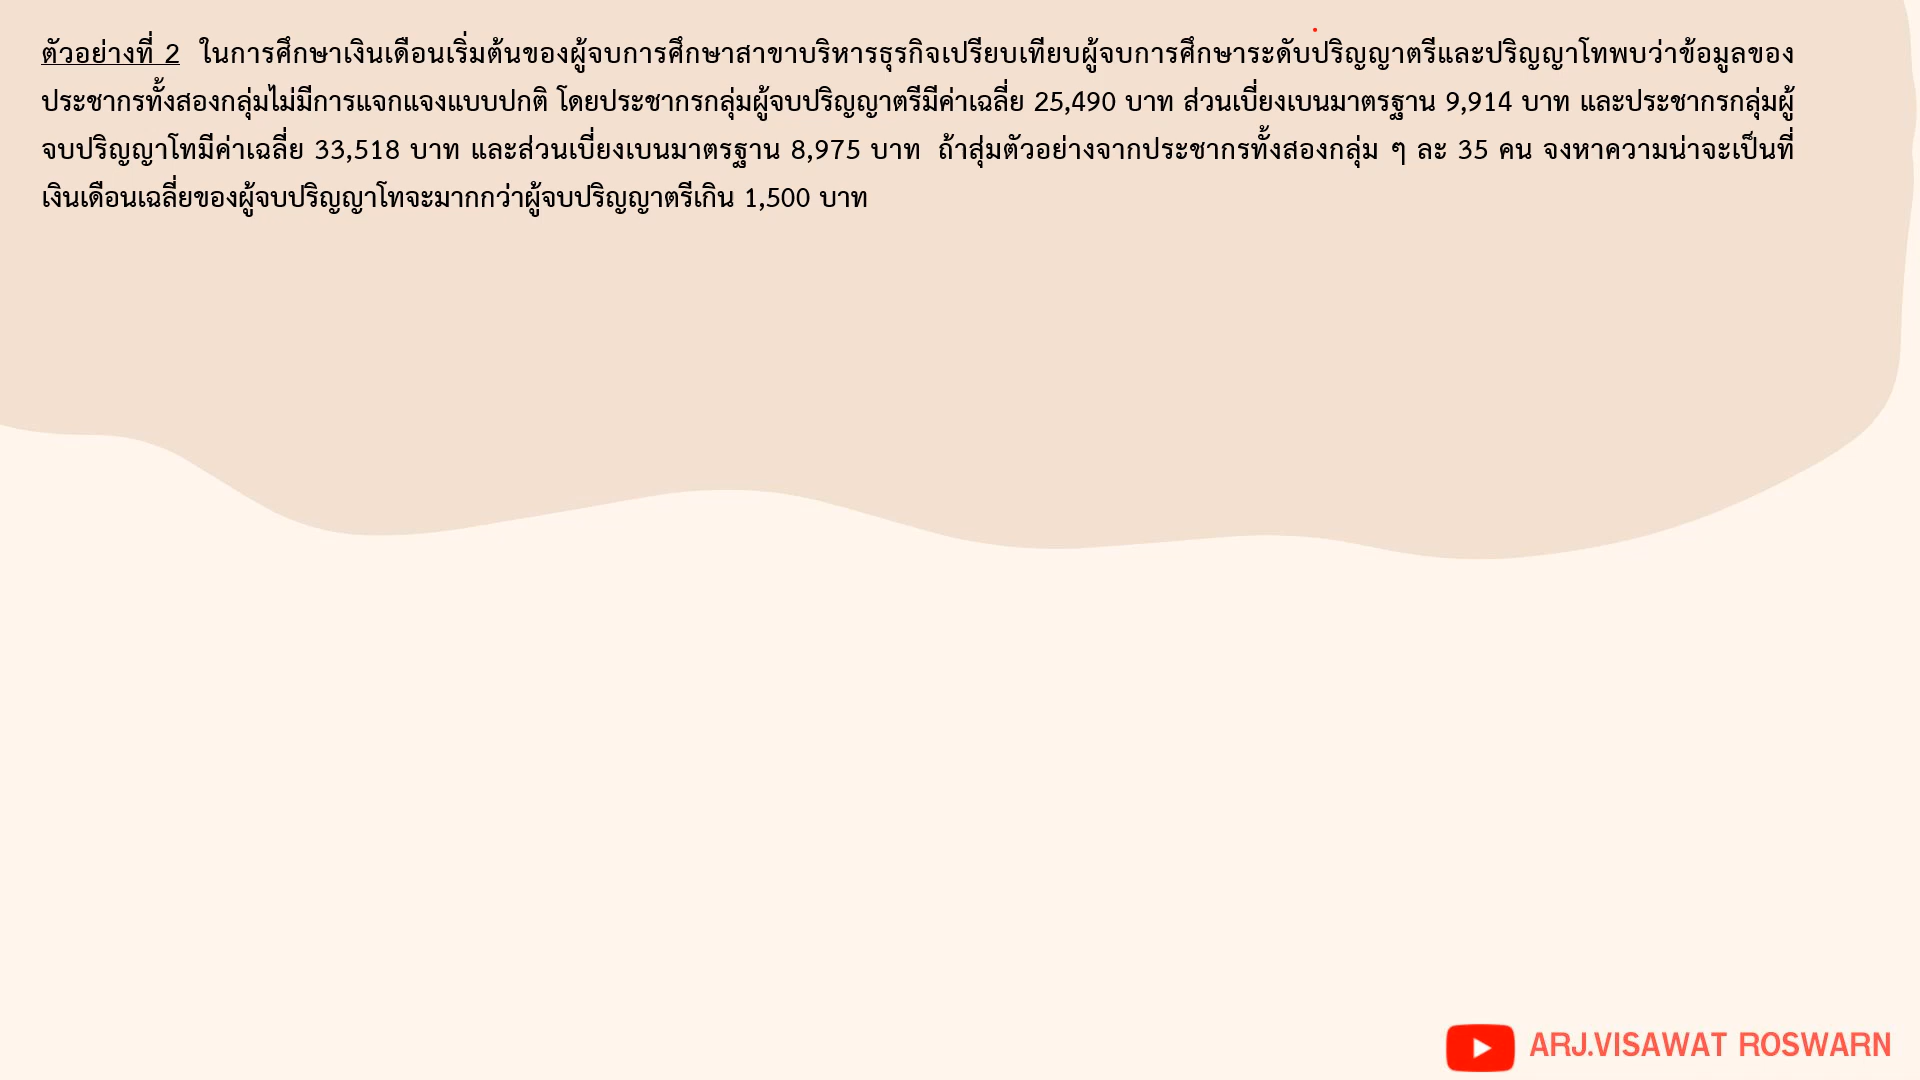 ตัวอย่างที่ 2 ในการศึกษาเงินเดือนเริ่มต้นของผู้จบการศึกษาสาขาบริหารธุรกิจเปรียบเทียบผู้จบการศึกษาระดับปริญญาตรีและปริญญาโทพบว่าข้อมูลของ
ประชากรทั้งสองกลุ่มไม่มีการแจกแจงแบบปกติ โดยประชากรกลุ่มผู้จบปริญญาตรีมีค่าเฉลี่ย 25,490 บาท ส่วนเบี่ยงเบนมาตรฐาน 9,914 บาท และประชากรกลุ่มผู้
จบปริญญาโทมีค่าเฉลี่ย 33,518 บาท และส่วนเบี่ยงเบนมาตรฐาน 8,975 บาท ถ้าสุ่มตัวอย่างจากประชากรทั้งสองกลุ่ม ๆ ละ 35 คน จงหาความน่าจะเป็นที่
เงินเดือนเฉลี่ยของผู้จบปริญญาโทจะมากกว่าผู้จบปริญญาตรีเกิน 1,500 บาท
ARJ.VISAWAT ROSWARN